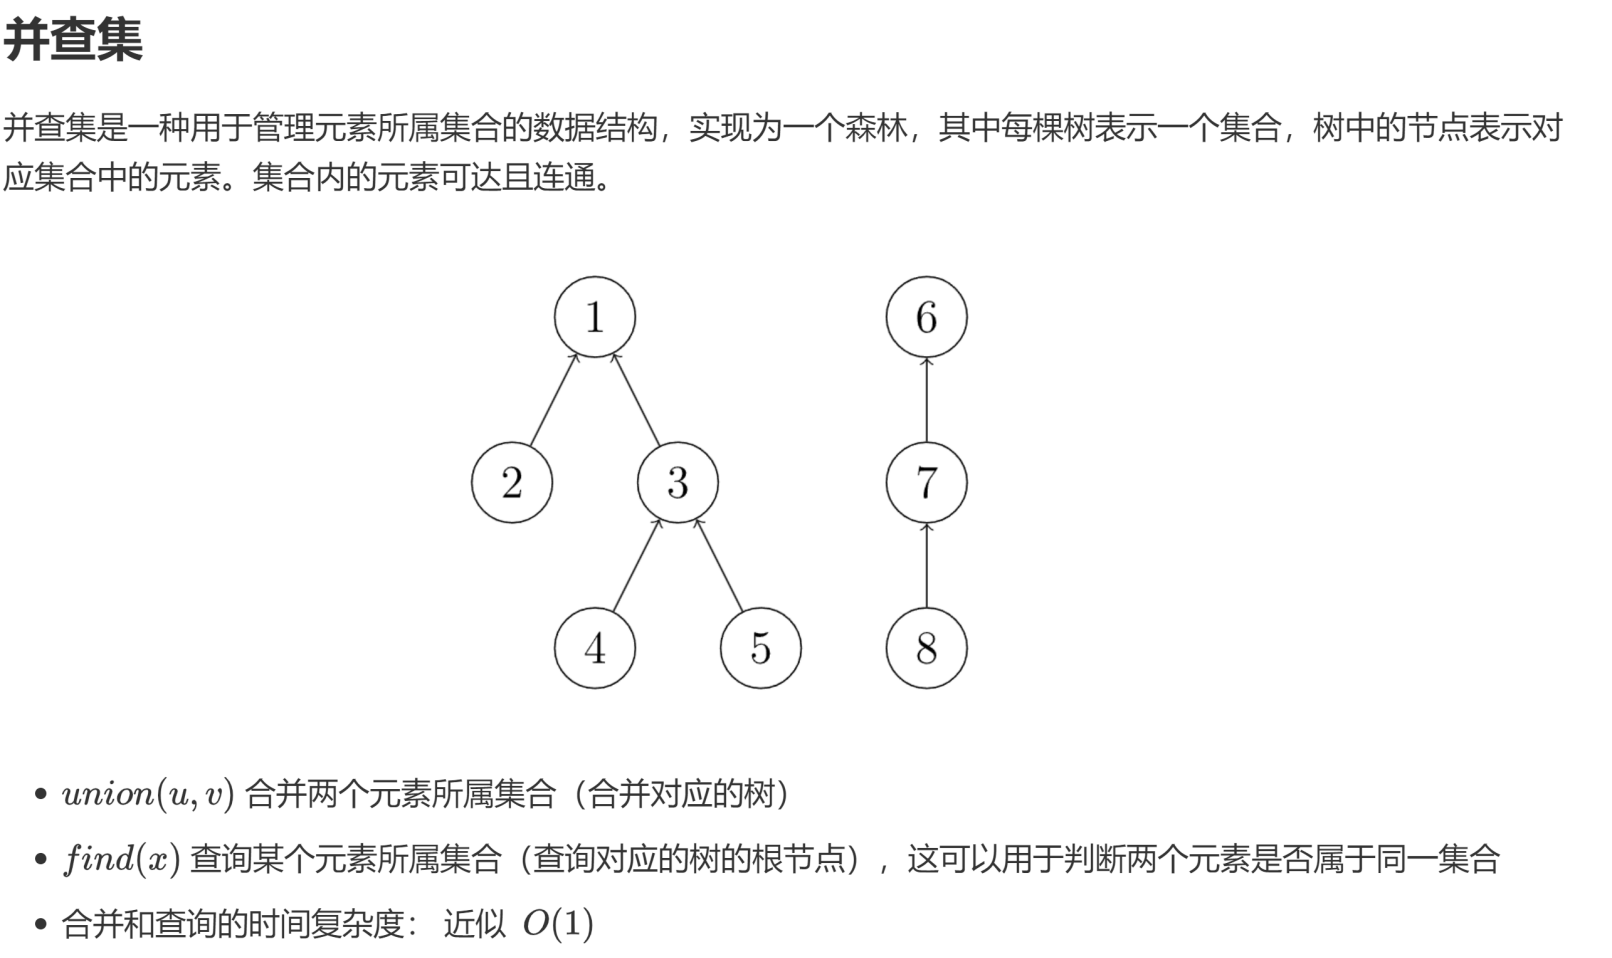 并查集
并查集是一种用于管理元素所属集合的数据结构，实现为一个森林，其中每棵树表示一个集合，树中的节点表示对
应集合中的元素。集合内的元素可达且连通。
1 6
2 3 7
4 5 8
• union(u, v) 合并两个元素所属集合（合并对应的树）
• find(x) 查询某个元素所属集合（查询对应的树的根节点），这可以用于判断两个元素是否属于同一集合
• 合并和查询的时间复杂度： 近似 O(1)